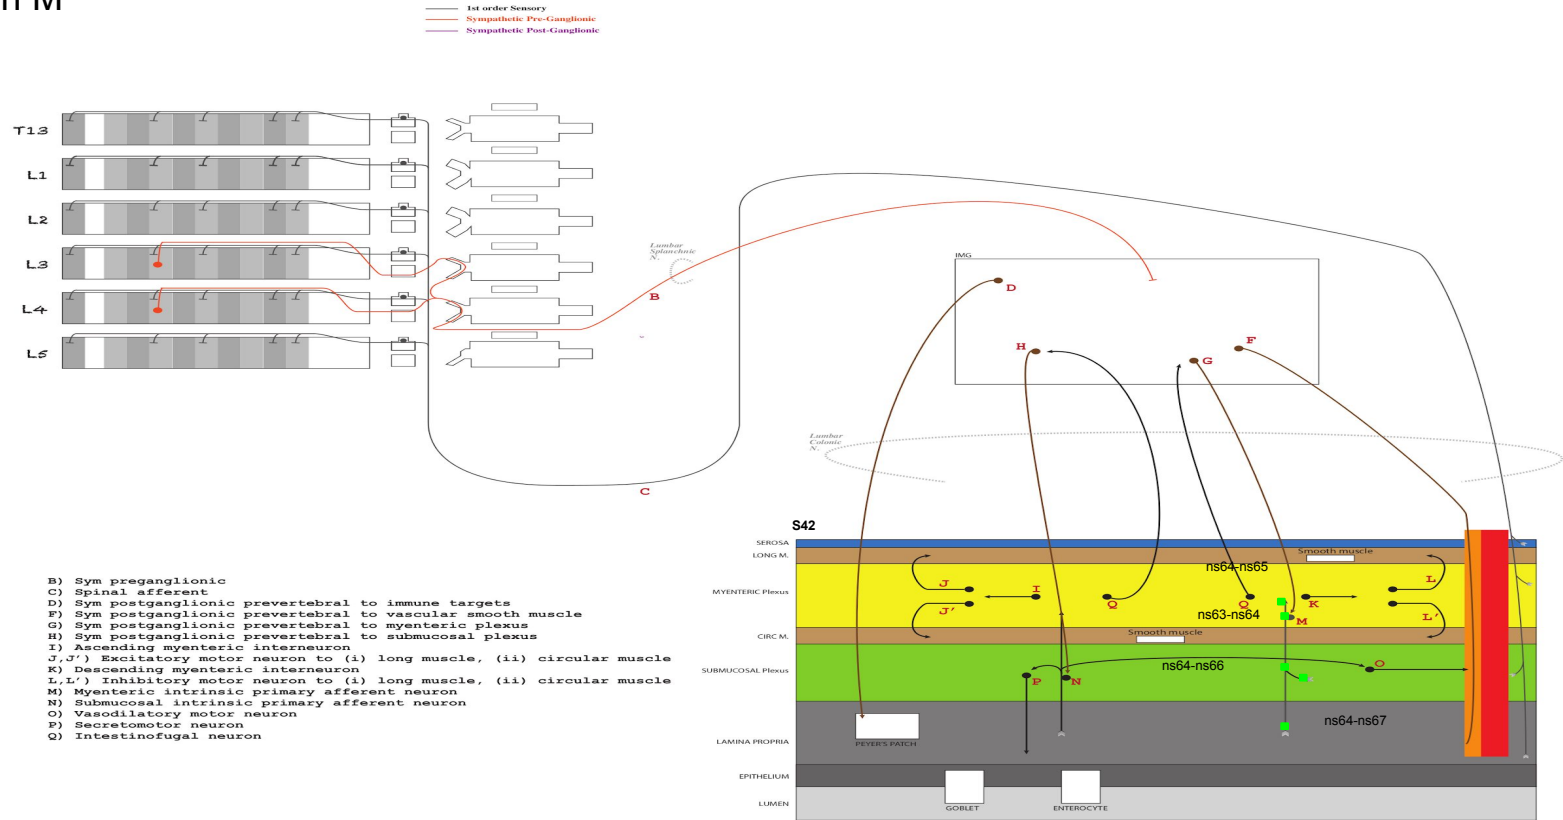 n M
1st order Sensory
Sympathetic Pre-Ganglionic
Sympathetic Post-Ganglionic
T13
L1
L2
L3
L4
L5
Lumbar
Splanchnic
N.
B
C
IMG
D
H
F
G
Lumbar
Colonic
N.
B) Sym preganglionic
C) Spinal afferent
D) Sym postganglionic prevertebral to immune targets
F) Sym postganglionic prevertebral to vascular smooth muscle
G) Sym postganglionic prevertebral to myenteric plexus
H) Sym postganglionic prevertebral to submucosal plexus
I) Ascending myenteric interneuron
J,J') Excitatory motor neuron to (i) long muscle, (ii) circular muscle
K) Descending myenteric interneuron
L,L') Inhibitory motor neuron to (i) long muscle, (ii) circular muscle
M) Myenteric intrinsic primary afferent neuron
N) Submucosal intrinsic primary afferent neuron
O) Vasodilatory motor neuron
P) Secretomotor neuron
Q) Intestinofugal neuron
S42
SEROSA
LONG M.
Smooth muscle
ns64-ns65
MYENTERIC Plexus
J
I
Q
Q
K
L
J'
ns63-ns64
M
L'
CIRC M.
Smooth muscle
SUBMUCOSAL Plexus
ns64-ns66
O
P
N
ns64-ns67
LAMINA PROPRIA
PEYER'S PATCH
EPITHELIUM
LUMEN
GOBLET
ENTEROCYTE